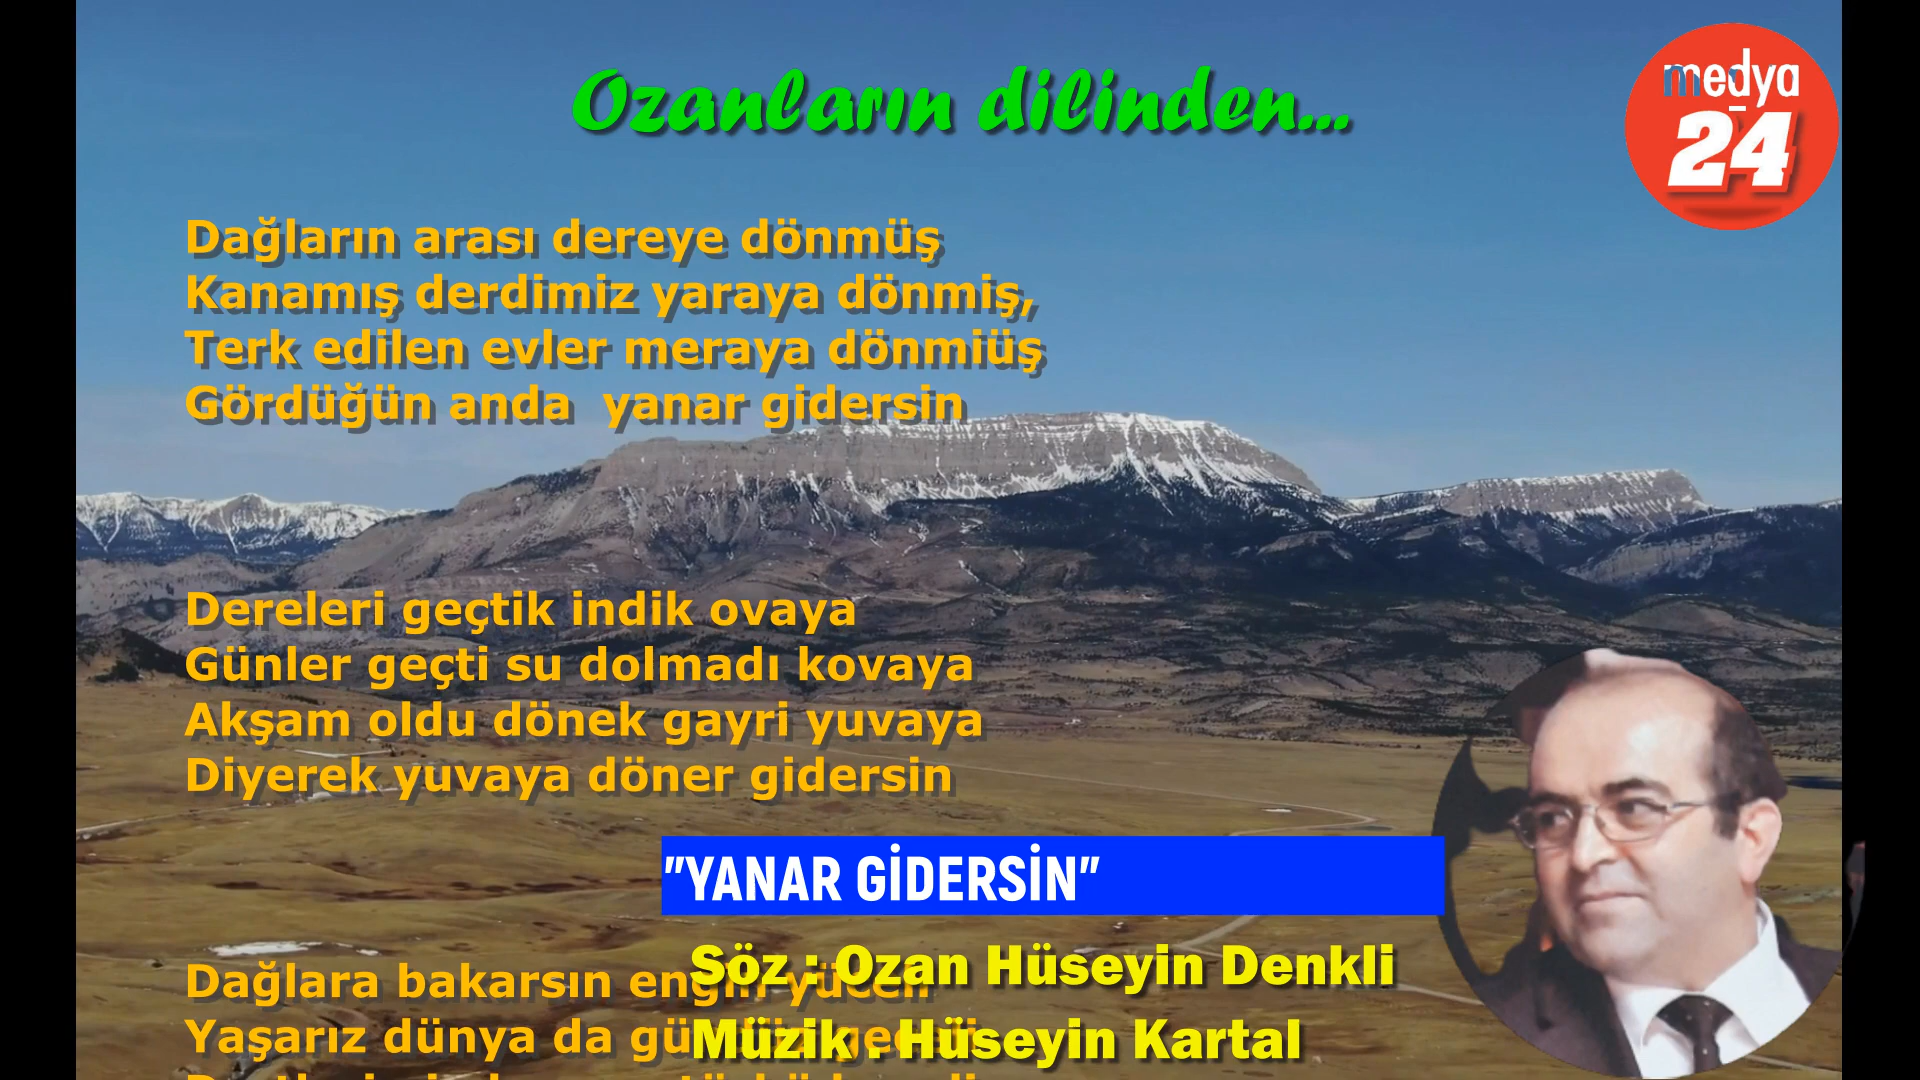 Ozanların dilinden...
medya
24
Dağların arası dereye dönmüş
Kanamış derdimiz yaraya dönmiş,
Terk edilen evler meraya dönmiüş
Gördüğün anda  yanar gidersin
Dereleri geçtik indik ovaya
Günler geçti su dolmadı kovaya
Akşam oldu dönek gayri yuvaya
Diyerek yuvaya döner gidersin
"YANAR GİDERSİN"
Dağlara bakarsın
Söz : Ozan Hüseyin Denkli
Yaşarız dünya da
Müzik : Hüseyin Kartal